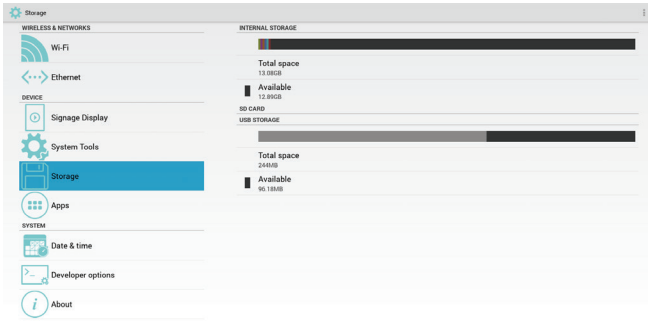 Storage
WIRELESS & NETWORKS
Wi-Fi
Ethernet
DEVICE
Signage Display
System Tools
Storage
Apps
SYSTEM
Date & time
Developer options
About
INTERNAL STORAGE
Total space
13.08GB
Available
12.89GB
SD CARD
USB STORAGE
Total space
244MB
Available
96.18MB